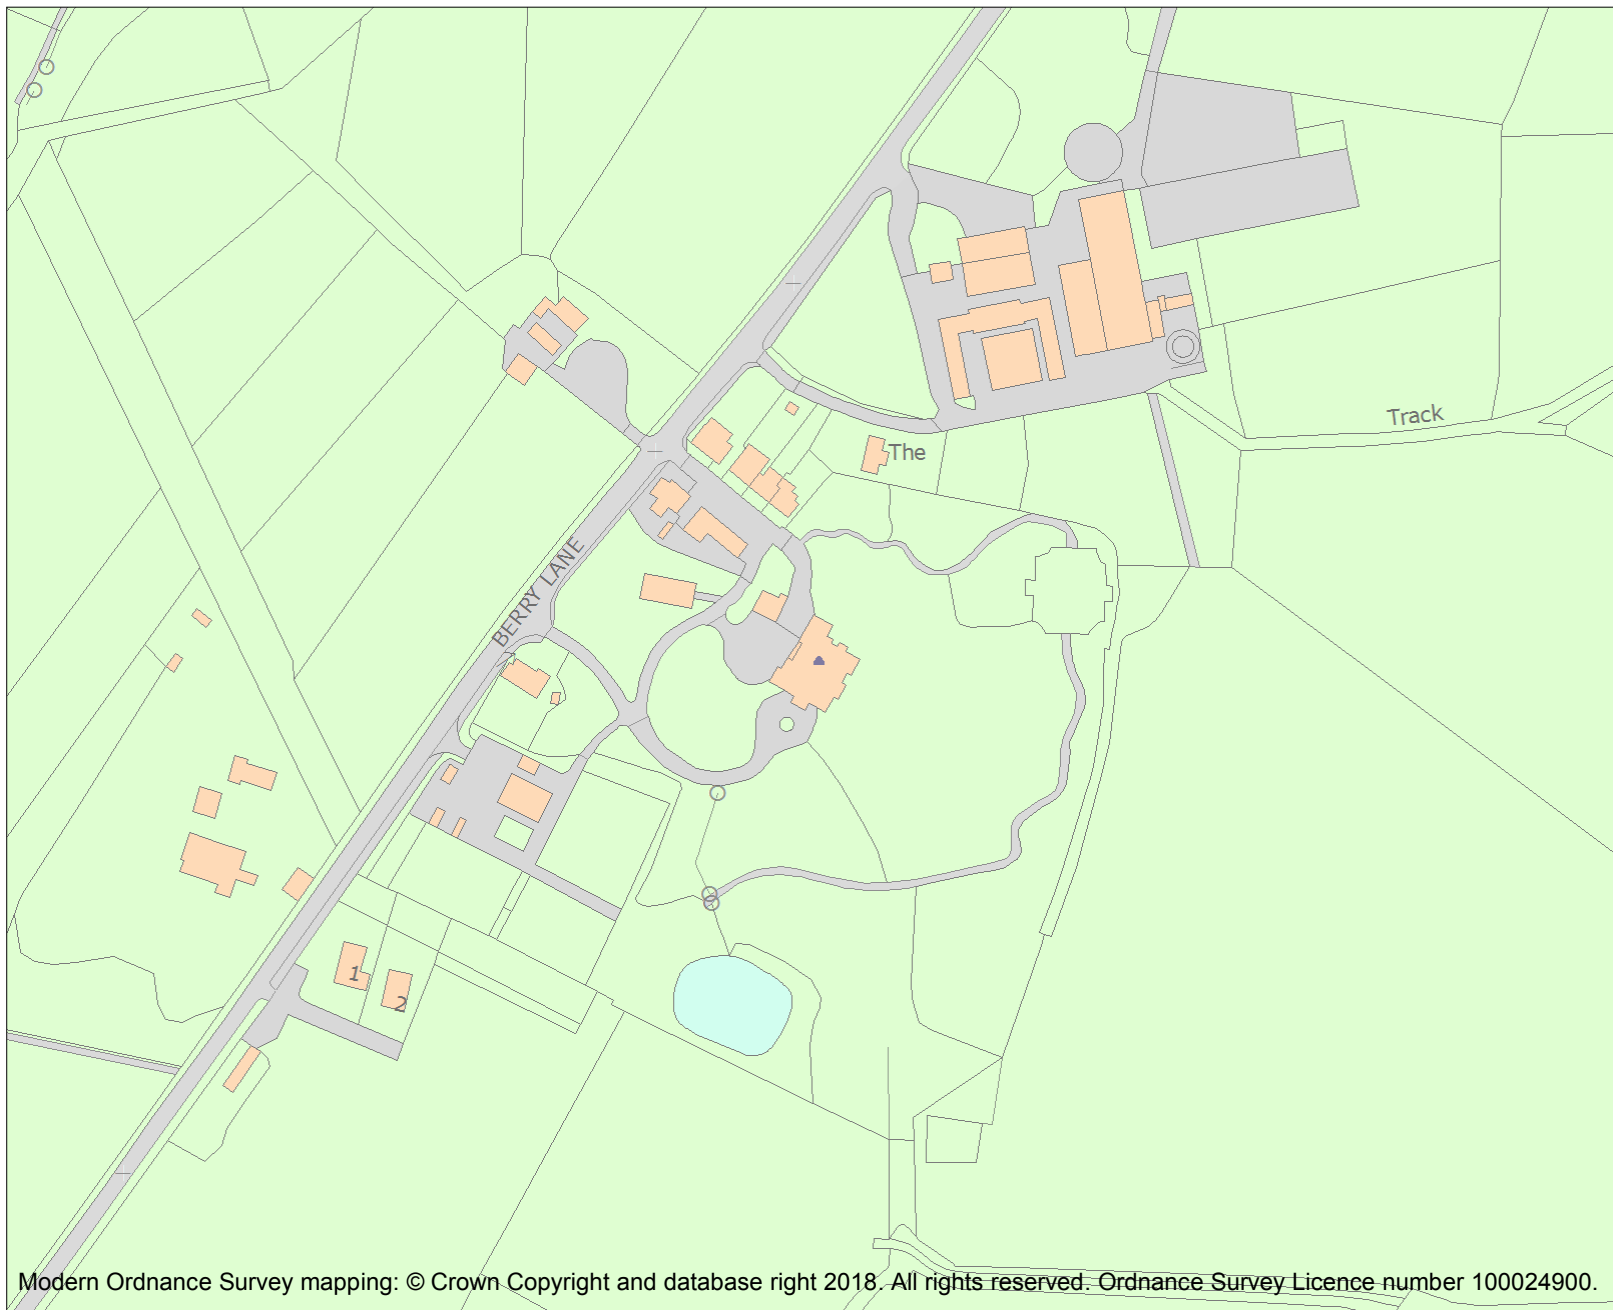 Track
The
BERRY LANE
1
2
Modern Ordnance Survey mapping: © Crown Copyright and database right 2018. All rights reserved. Ordnance Survey Licence number 100024900.